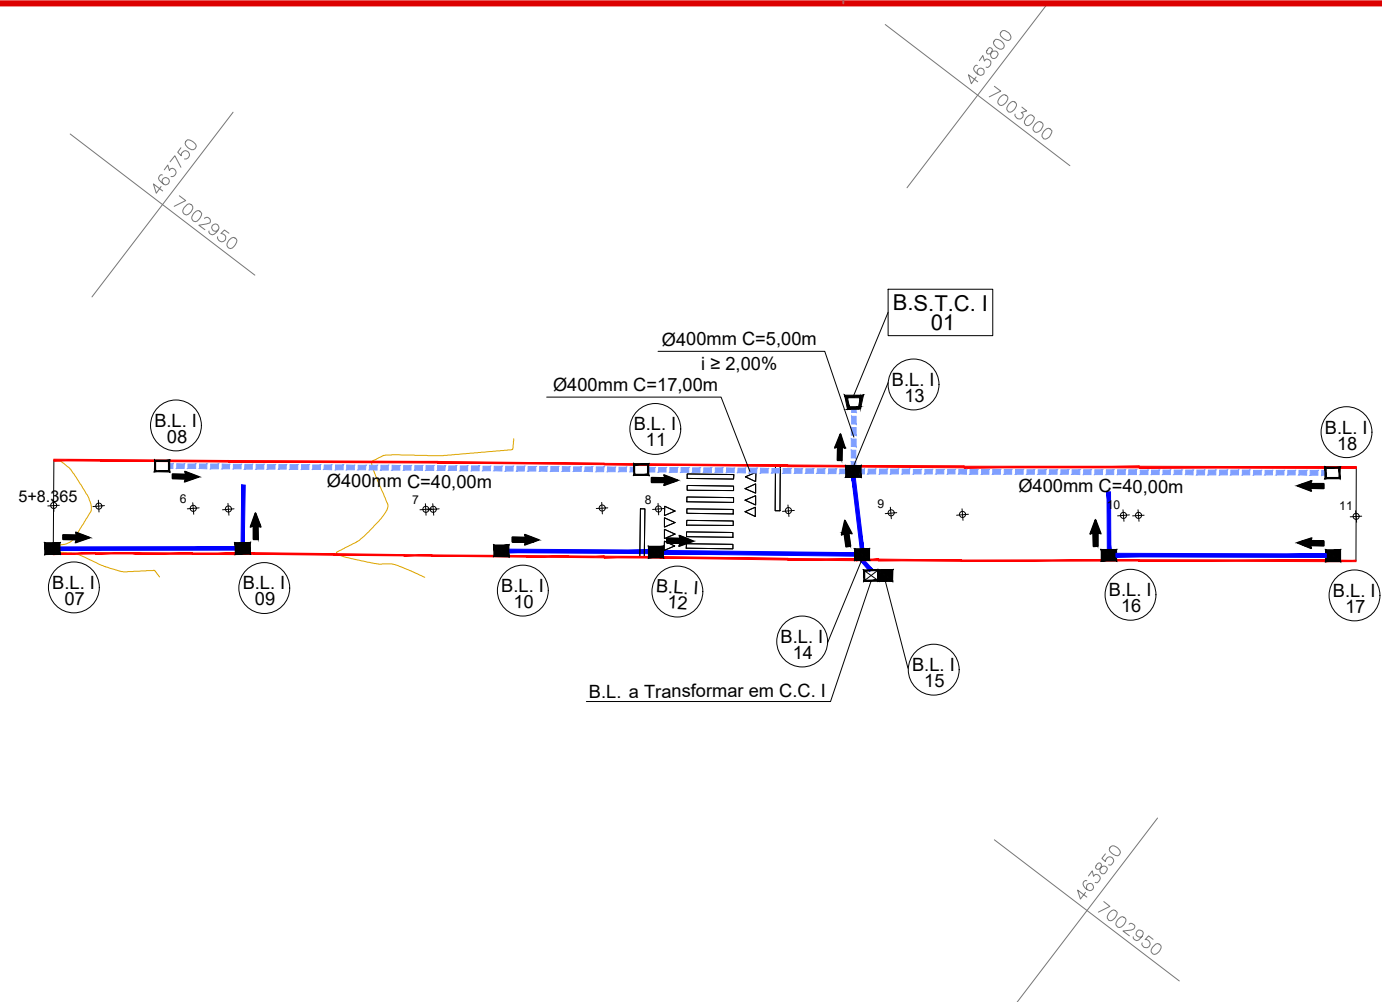 463800
7003000
463750
7002950
B.S.T.C. I
01
Ø400mm C=5,00m
i ≥ 2,00%
Ø400mm C=17,00m
B.L. I
13
B.L. I
08
B.L. I
11
B.L. I
18
Ø400mm C=40,00m
Ø400mm C=40,00m
5+8.365
6
7
8
9
10
11
B.L. I
07
B.L. I
09
B.L. I
10
B.L. I
12
B.L. I
16
B.L. I
17
B.L. I
14
B.L. I
15
B.L. a Transformar em C.C. I
463850
7002950